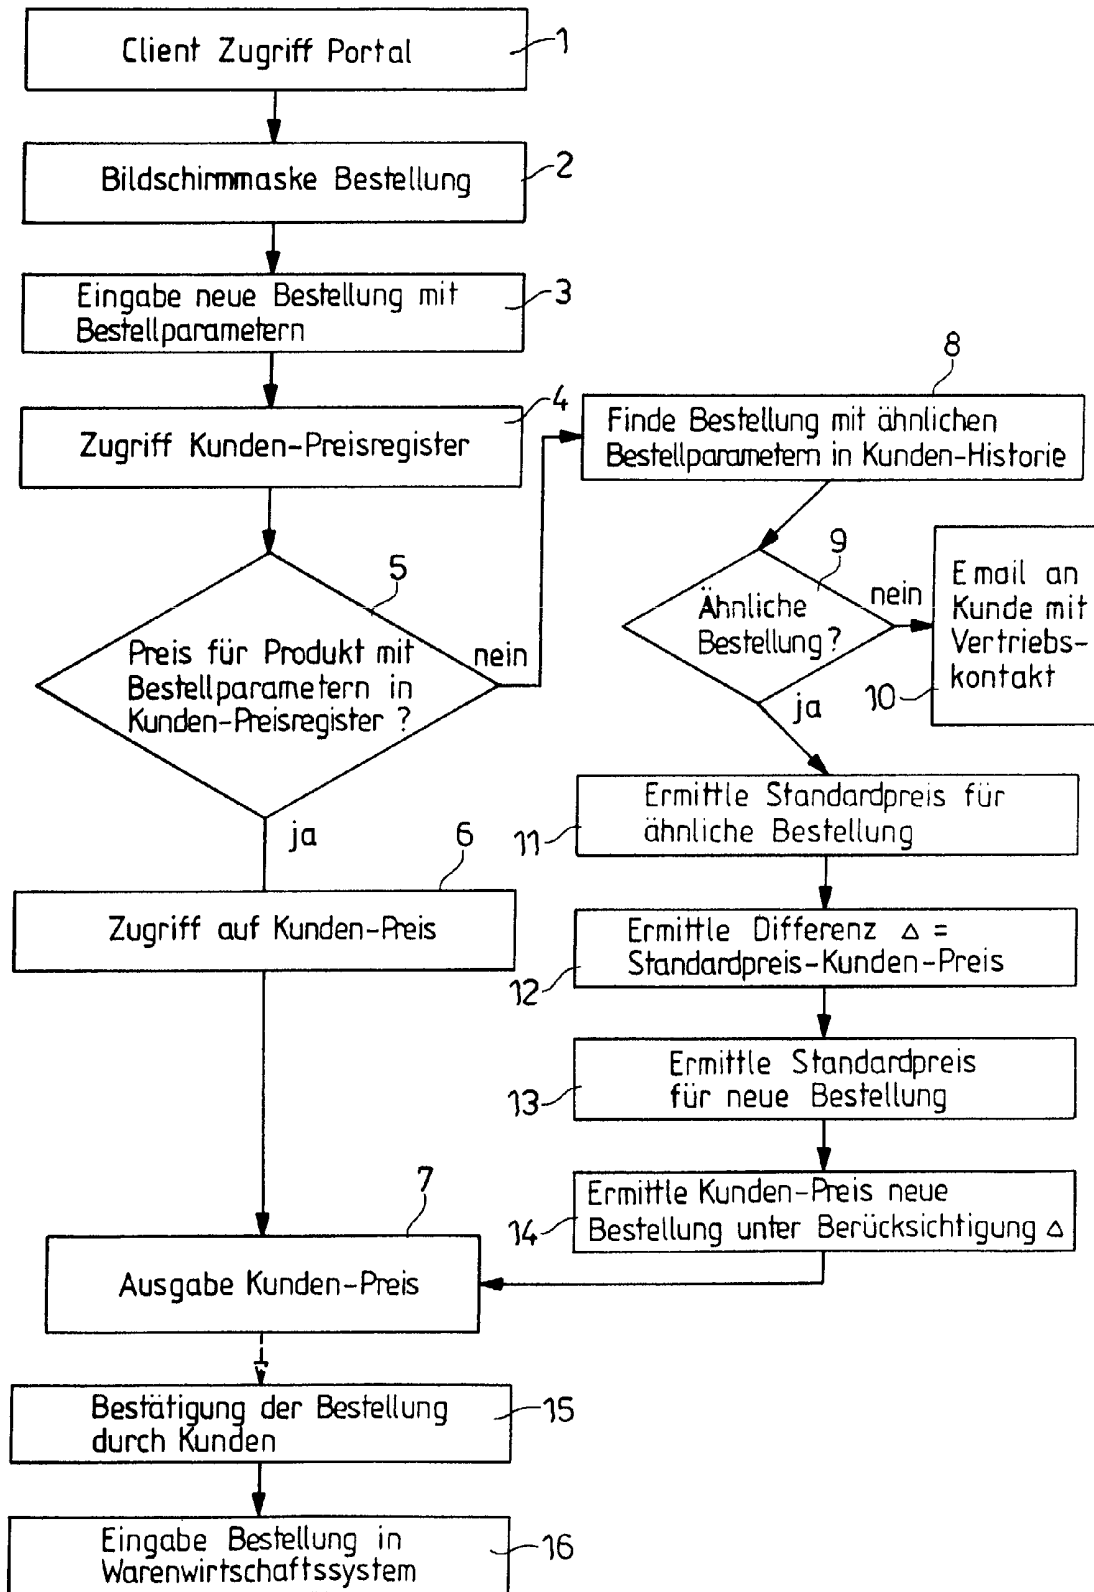 Client Zugriff Portal
1
Bildschirmmaske Bestellung
2
Eingabe neue Bestellung mit
Bestellparametern
3
Zugriff Kunden-Preisregister
4
Preis für Produkt mit
Bestellparametern in
Kunden-Preisregister ?
5
nein
ja
Zugriff auf Kunden-Preis
6
Ausgabe Kunden-Preis
7
Finde Bestellung mit ähnlichen
Bestellparametern in Kunden-Historie
8
Ähnliche
Bestellung?
9
nein
ja
Email an
Kunde mit
Vertriebs-
kontakt
10
Ermittle Standardpreis für
ähnliche Bestellung
11
Ermittle Differenz Δ =
Standardpreis-Kunden-Preis
12
Ermittle Standardpreis
für neue Bestellung
13
Ermittle Kunden-Preis neue
Bestellung unter Berücksichtigung Δ
14
Bestätigung der Bestellung
durch Kunden
15
Eingabe Bestellung in
Warenwirtschaftssystem
16